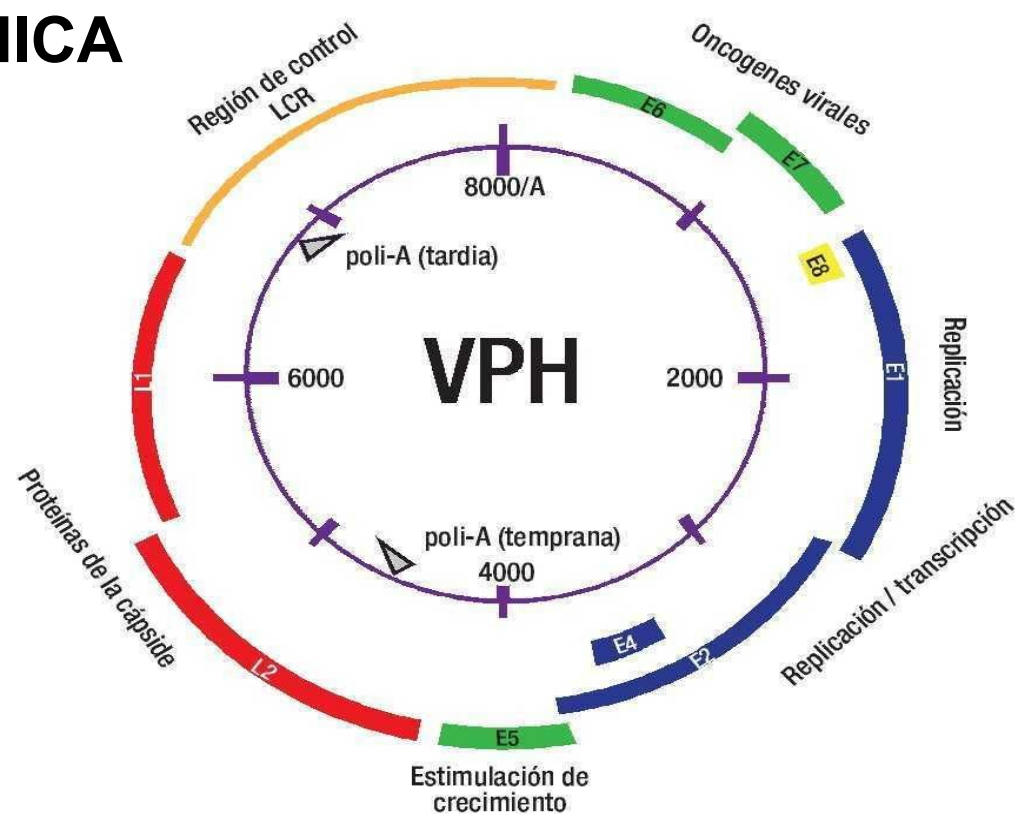 NICA
Región de control
LCR
Oncogenes virales
E6
E7
8000/A
poli-A (tardia)
E8
Replicación
L1
6000
VPH
2000
E1
Proteínas de la cápside
poli-A (temprana)
4000
Replicación / transcripción
E4
E2
L2
E5
Estimulación de
crecimiento